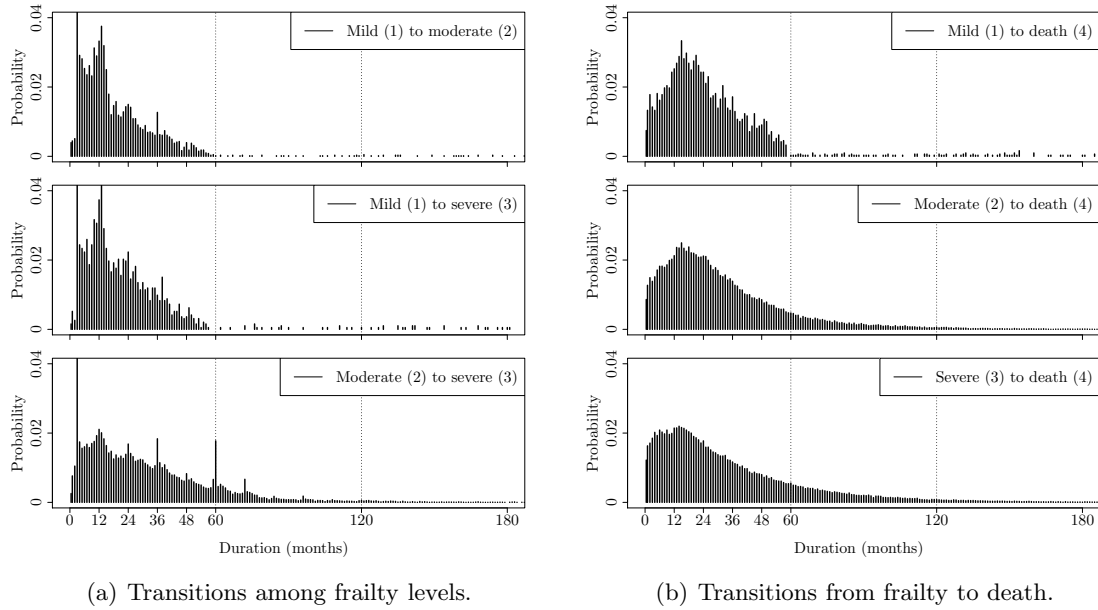 Probability
0 0.02 0.04
Mild (1) to moderate (2)
Probability
0 0.02 0.04
Mild (1) to severe (3)
Probability
0 0.02 0.04
Moderate (2) to severe (3)
0 12 24 36 48 60 120 180
Duration (months)
(a) Transitions among frailty levels.
Probability
0 0.02 0.04
Mild (1) to death (4)
Probability
0 0.02 0.04
Moderate (2) to death (4)
Probability
0 0.02 0.04
Severe (3) to death (4)
0 12 24 36 48 60 120 180
Duration (months)
(b) Transitions from frailty to death.